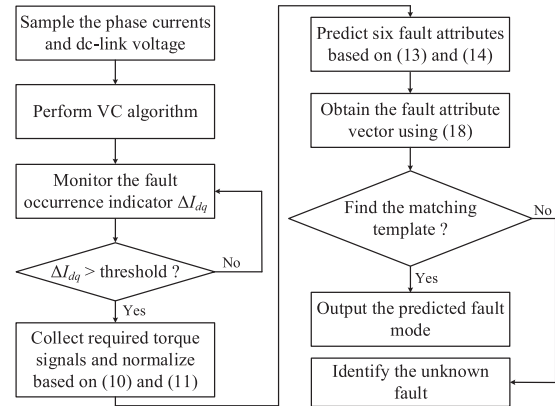 Sample the phase currents
and dc-link voltage
Perform VC algorithm
Monitor the fault
occurrence indicator ΔI_dq
ΔI_dq > threshold ?
No
Yes
Collect required torque
signals and normalize
based on (10) and (11)
Predict six fault attributes
based on (13) and (14)
Obtain the fault attribute
vector using (18)
Find the matching
template ?
No
Yes
Output the predicted fault
mode
Identify the unknown
fault